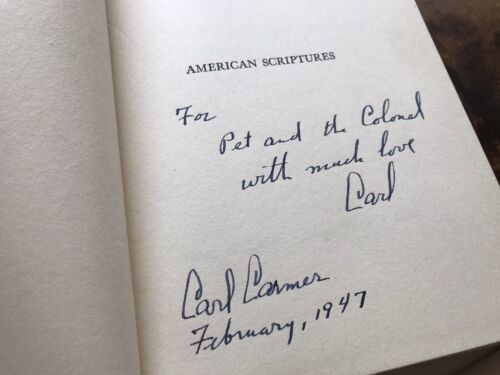 AMERICAN SCRIPTURES
For
Pet and the Colonel
with much love
Carl
Carl Carmer
February, 1947